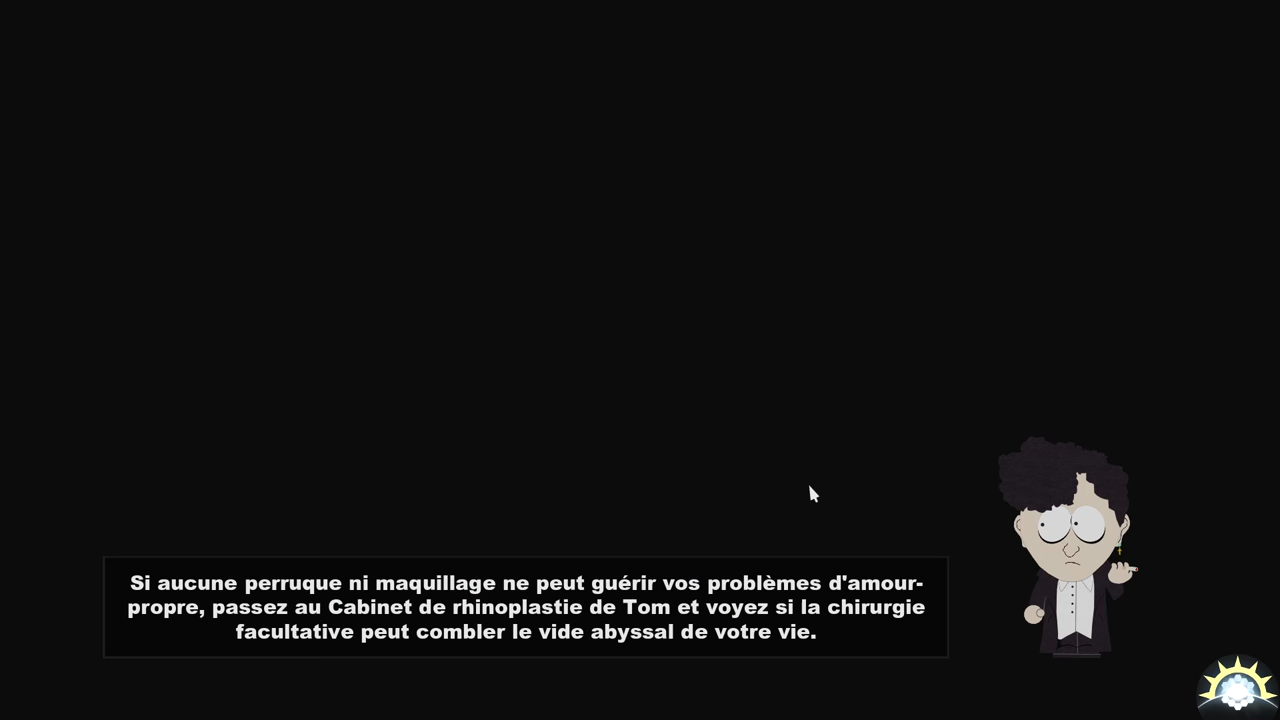 Si aucune perruque ni maquillage ne peut guérir vos problèmes d'amour-
propre, passez au Cabinet de rhinoplastie de Tom et voyez si la chirurgie
facultative peut combler le vide abyssal de votre vie.